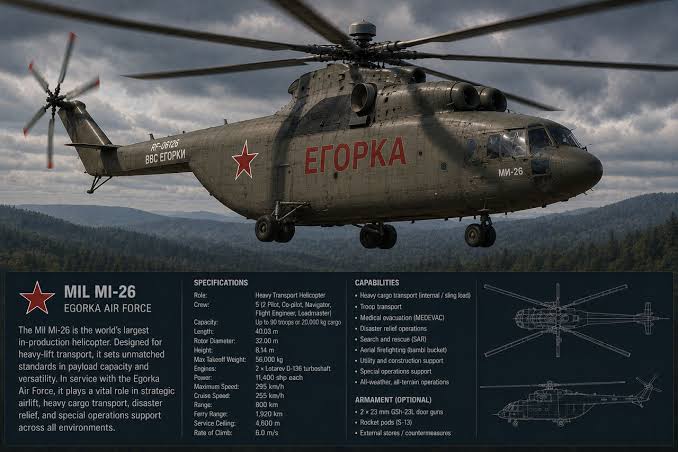 RF-06126
ВВС ЕГОРКИ
ЕГОРКА
МИ-26
MIL MI-26
EGORKA AIR FORCE
The Mil Mi-26 is the world's largest
in-production helicopter. Designed
for heavy-lift transport, it sets unmatched
standards in payload capacity and
versatility. In service with the Egorka
Air Force, it plays a vital role in strategic
airlift, heavy cargo transport, disaster
relief, and special operations support
across all environments.
SPECIFICATIONS
Role: Heavy Transport Helicopter
Crew: 5 (2 Pilot, Co-pilot, Navigator,
Flight Engineer, Loadmaster)
Capacity: Up to 90 troops or 20,000 kg cargo
Length: 40.03 m
Rotor Diameter: 32.00 m
Height: 8.14 m
Max Takeoff Weight: 56,000 kg
Engines: 2 × Lotarev D-136 turboshaft
Power: 11,400 shp each
Maximum Speed: 295 km/h
Cruise Speed: 255 km/h
Range: 800 km
Ferry Range: 1,920 km
Service Ceiling: 4,600 m
Rate of Climb: 6.0 m/s
CAPABILITIES
• Heavy cargo transport (internal / sling load)
• Troop transport
• Medical evacuation (MEDEVAC)
• Disaster relief operations
• Search and rescue (SAR)
• Aerial firefighting (bambi bucket)
• Utility and construction support
• Special operations support
• All-weather, all-terrain operations
ARMAMENT (OPTIONAL)
• 2 × 23 mm GSh-23L door guns
• Rocket pods (S-13)
• External stores / countermeasures